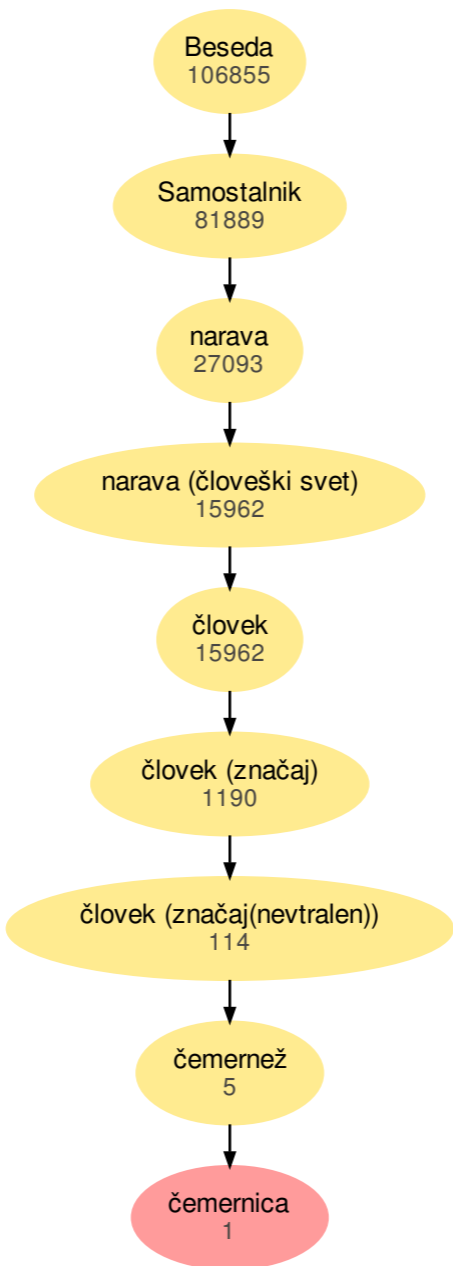 Beseda
106855
Samostalnik
81889
narava
27093
narava (človeški svet)
15962
človek
15962
človek (značaj)
1190
človek (značaj(nevtralen))
114
čemernež
5
čemernica
1